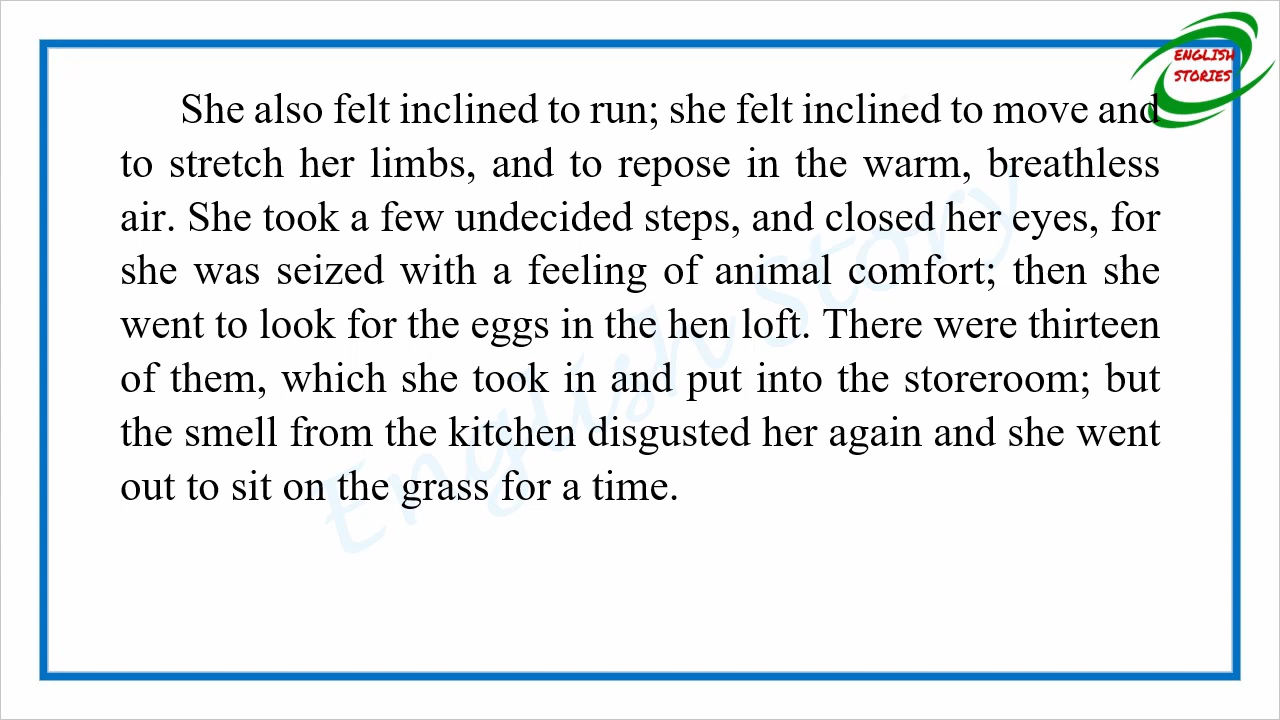 ENGLISH
STORIES
She also felt inclined to run; she felt inclined to move and
to stretch her limbs, and to repose in the warm, breathless
air. She took a few undecided steps, and closed her eyes, for
she was seized with a feeling of animal comfort; then she
went to look for the eggs in the hen loft. There were thirteen
of them, which she took in and put into the storeroom; but
the smell from the kitchen disgusted her again and she went
out to sit on the grass for a time.
English Story